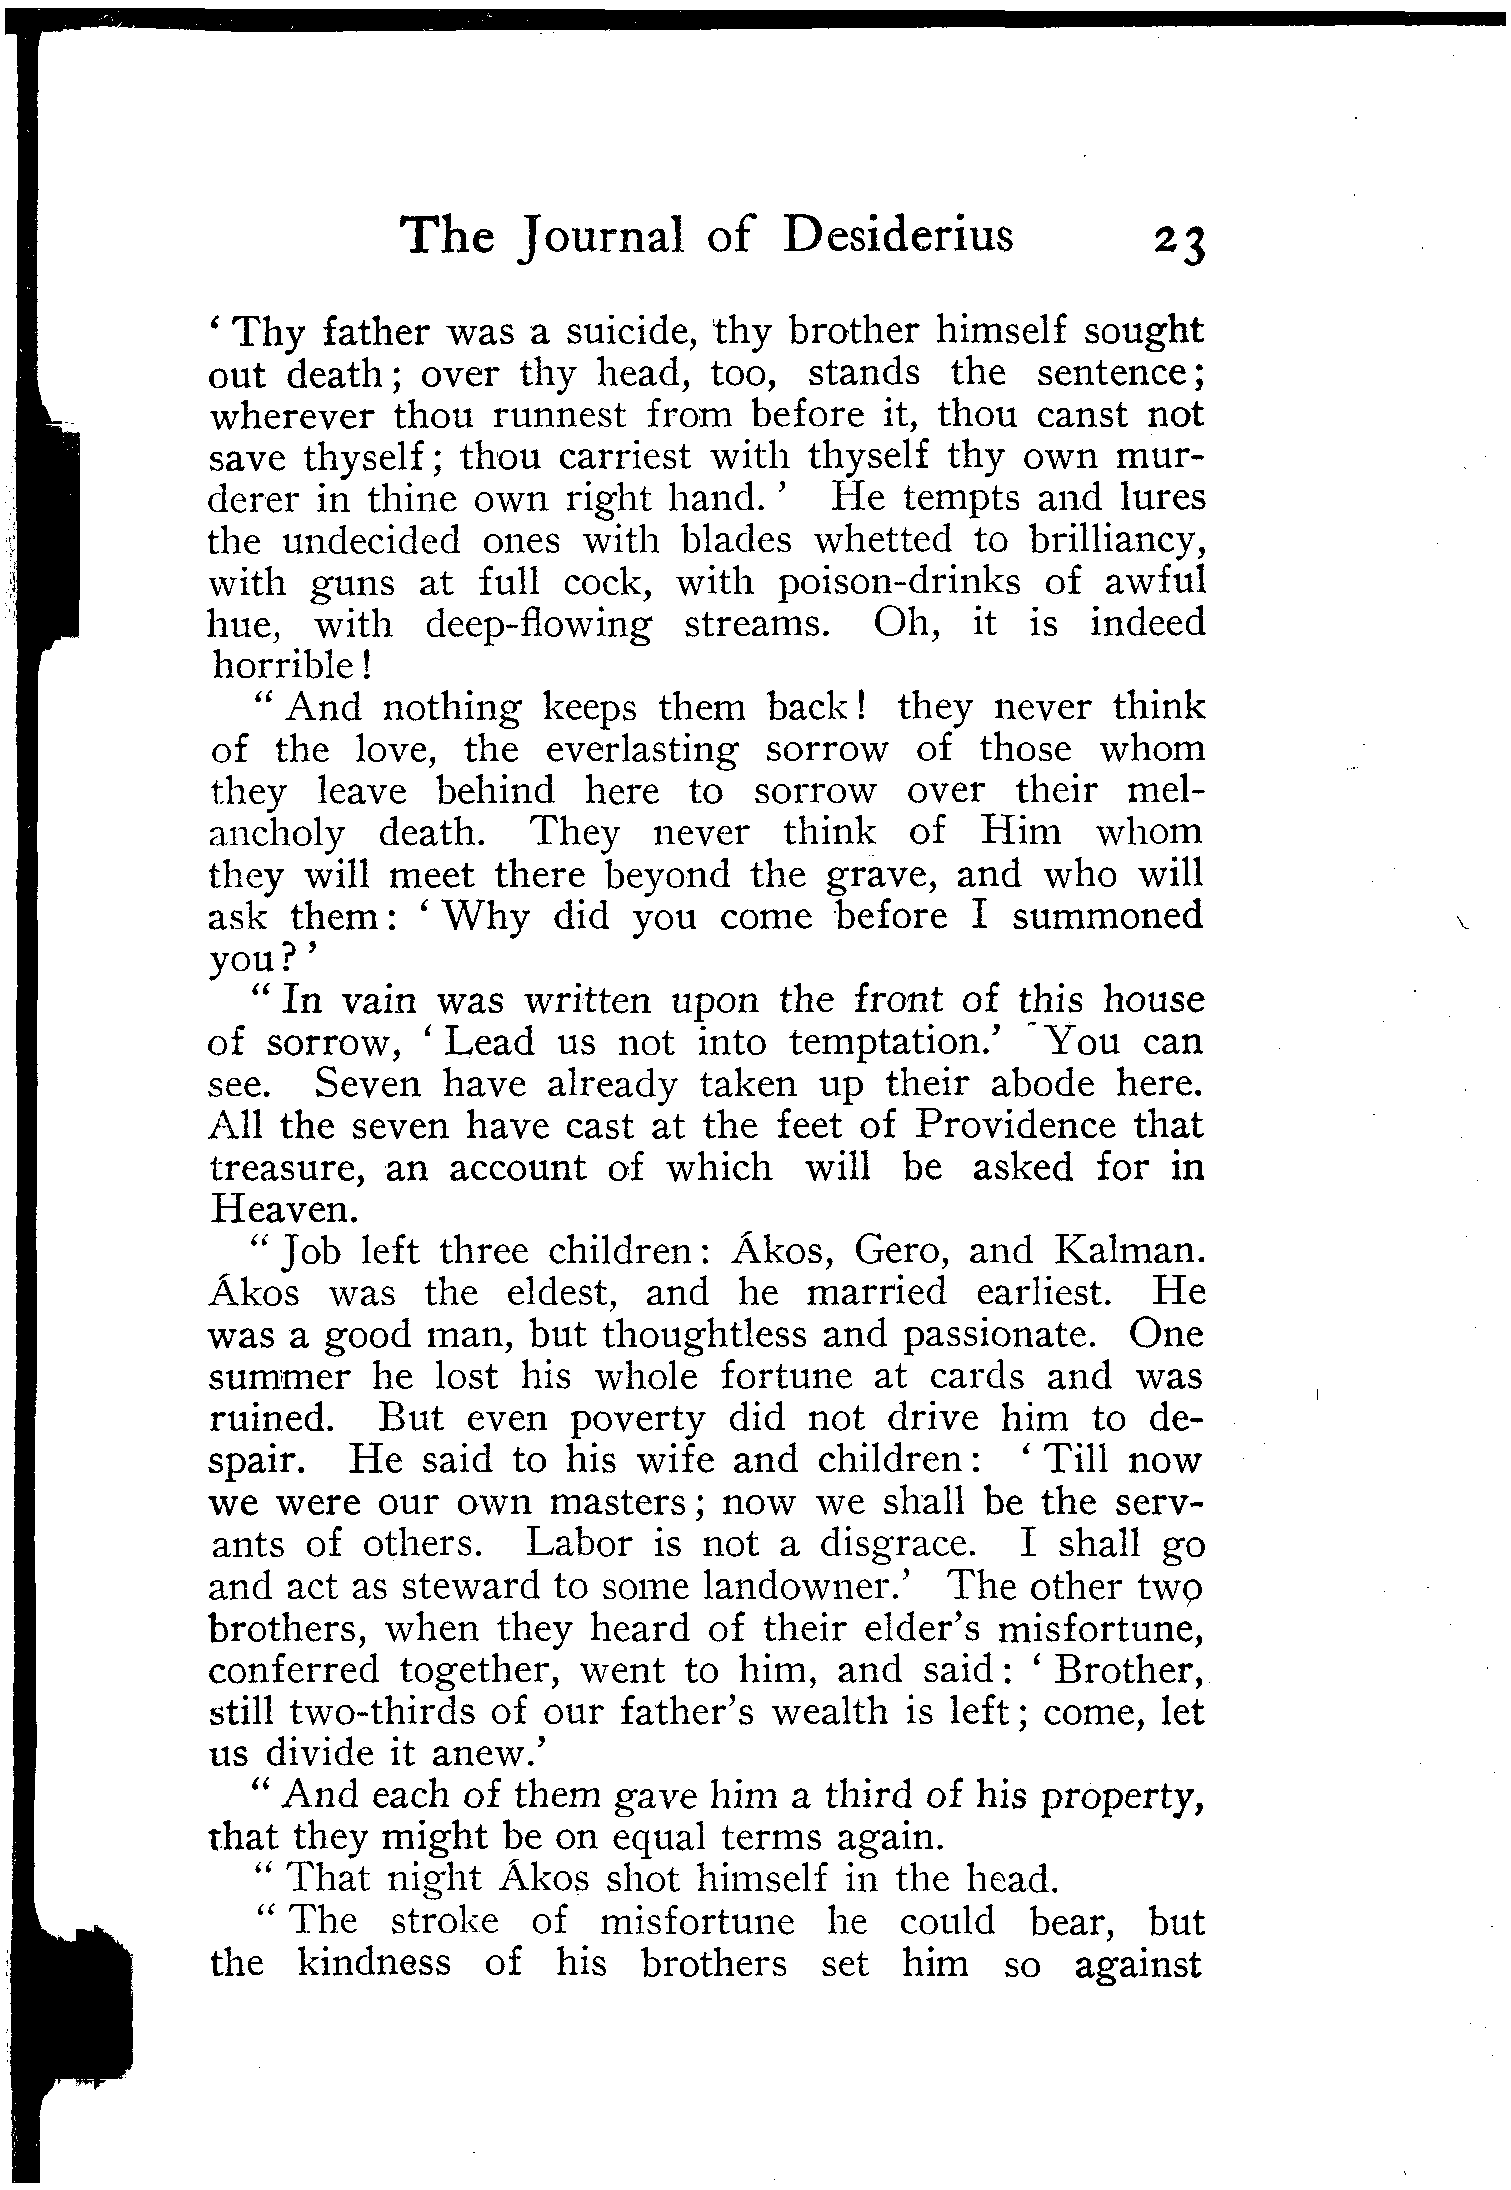 The Journal of Desiderius 23
‘ Thy father was a suicide, thy brother himself sought
out death ; over thy head, too, stands the sentence ;
wherever thou runnest from before it, thou canst not
save thyself ; thou carriest with thyself thy own mur-
derer in thine own right hand. ’ He tempts and lures
the undecided ones with blades whetted to brilliancy,
with guns at full cock, with poison-drinks of awful
hue, with deep-flowing streams. Oh, it is indeed
horrible !
“ And nothing keeps them back ! they never think
of the love, the everlasting sorrow of those whom
they leave behind here to sorrow over their mel-
ancholy death. They never think of Him whom
they will meet there beyond the grave, and who will
ask them : ‘ Why did you come before I summoned
you ? ’
“ In vain was written upon the front of this house
of sorrow, ‘ Lead us not into temptation.’ You can
see. Seven have already taken up their abode here.
All the seven have cast at the feet of Providence that
treasure, an account of which will be asked for in
Heaven.
“ Job left three children : Ákos, Gero, and Kalman.
Ákos was the eldest, and he married earliest. He
was a good man, but thoughtless and passionate. One
summer he lost his whole fortune at cards and was
ruined. But even poverty did not drive him to de-
spair. He said to his wife and children : ‘ Till now
we were our own masters ; now we shall be the serv-
ants of others. Labor is not a disgrace. I shall go
and act as steward to some landowner.’ The other two
brothers, when they heard of their elder’s misfortune,
conferred together, went to him, and said : ‘ Brother,
still two-thirds of our father’s wealth is left ; come, let
us divide it anew.’
“ And each of them gave him a third of his property,
that they might be on equal terms again.
“ That night Ákos shot himself in the head.
“ The stroke of misfortune he could bear, but
the kindness of his brothers set him so against